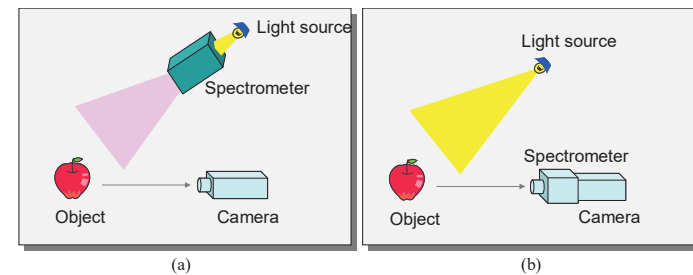 Light source
Spectrometer
Object
Camera
(a)
Light source
Spectrometer
Object
Camera
(b)